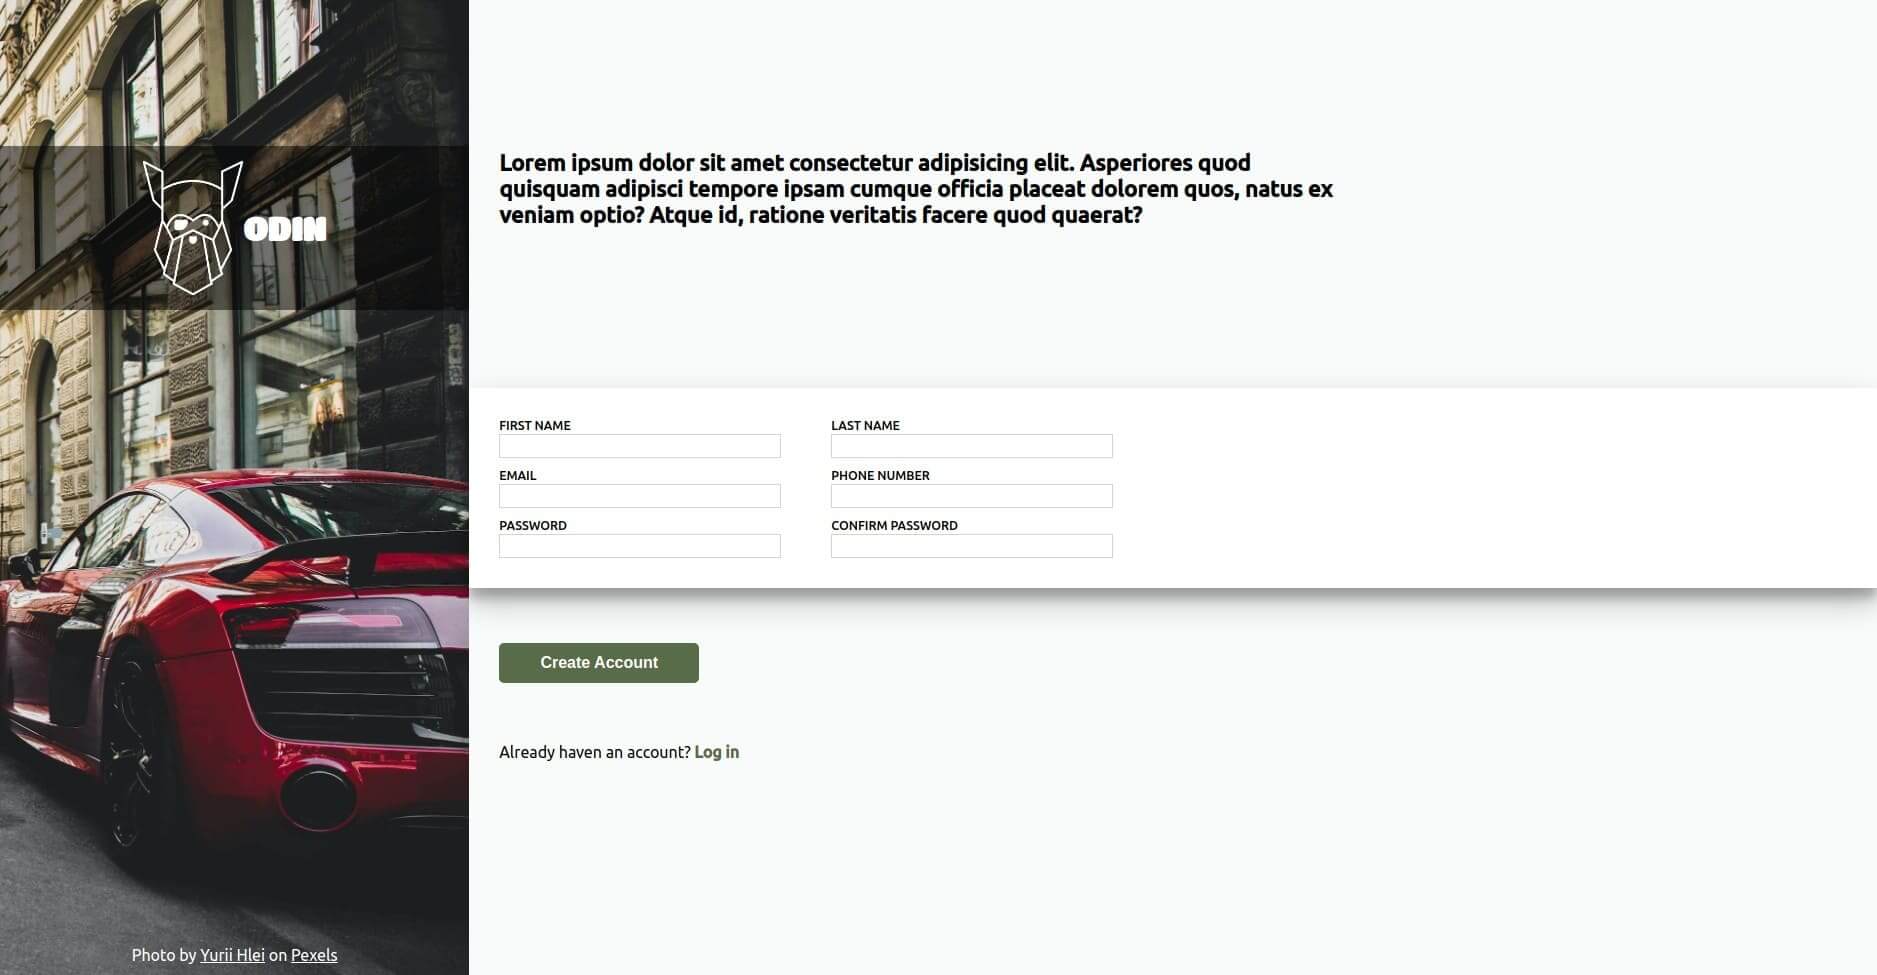 ODIN
Lorem ipsum dolor sit amet consectetur adipisicing elit. Asperiores quod
quisquam adipisci tempore ipsam cumque officia placeat dolorem quos, natus ex
veniam optio? Atque id, ratione veritatis facere quod quaerat?
FIRST NAME
LAST NAME
EMAIL
PHONE NUMBER
PASSWORD
CONFIRM PASSWORD
Create Account
Already haven an account? Log in
Photo by Yurii Hlei on Pexels